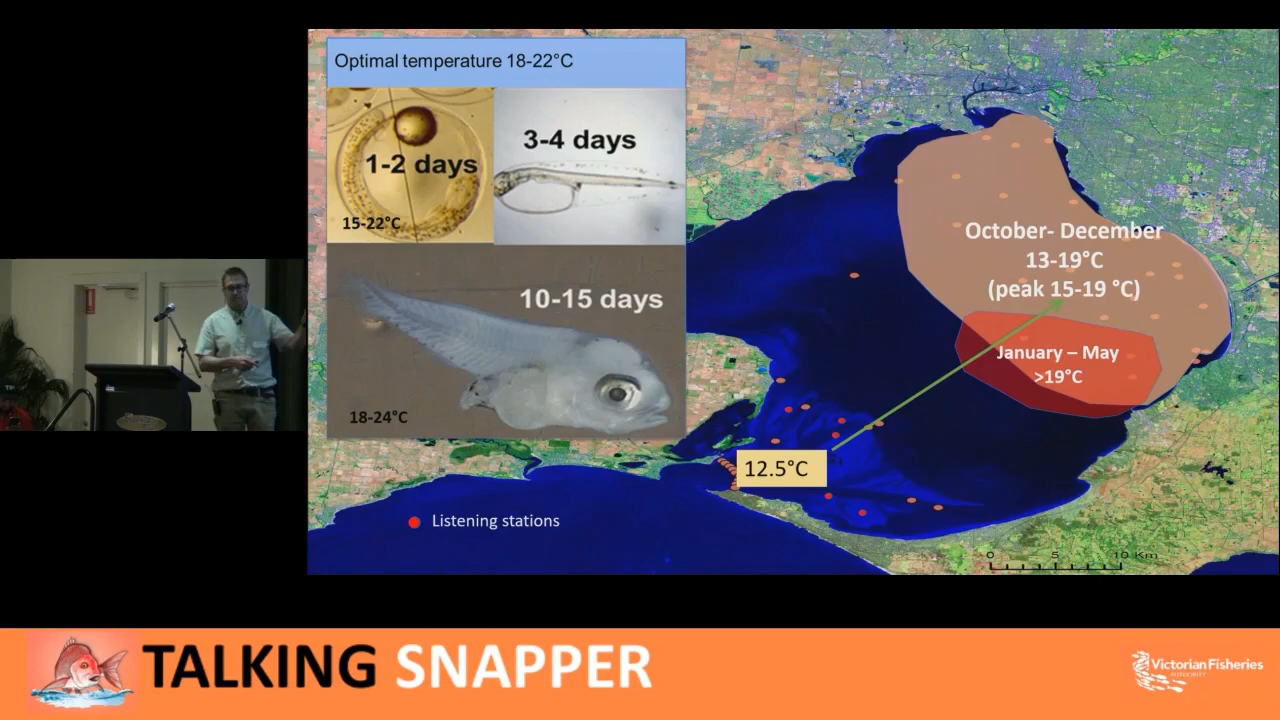 Optimal temperature 18-22°C
1-2 days
15-22°C
3-4 days
10-15 days
18-24°C
October- December
13-19°C
(peak 15-19 °C)
January – May
>19°C
12.5°C
Listening stations
0 5 10 Km
TALKING SNAPPER
Victorian Fisheries
AUTHORITY